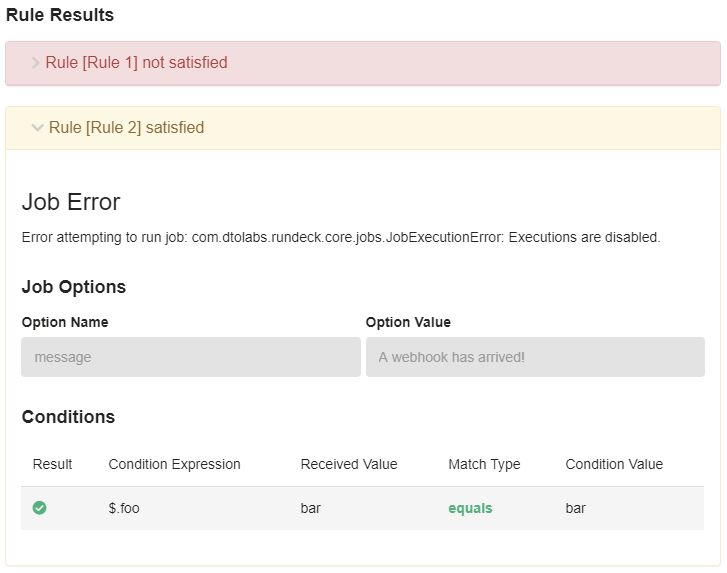 Rule Results
Rule [Rule 1] not satisfied
Rule [Rule 2] satisfied
Job Error
Error attempting to run job: com.dtolabs.rundeck.core.jobs.JobExecutionError: Executions are disabled.
Job Options
Option Name Option Value
message A webhook has arrived!
Conditions
Result Condition Expression Received Value Match Type Condition Value
$.foo bar equals bar